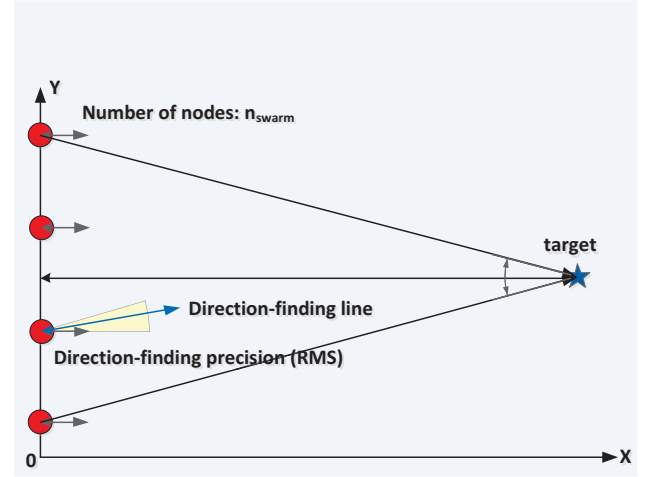 Y
Number of nodes: nswarm
target
Direction-finding line
Direction-finding precision (RMS)
0
X